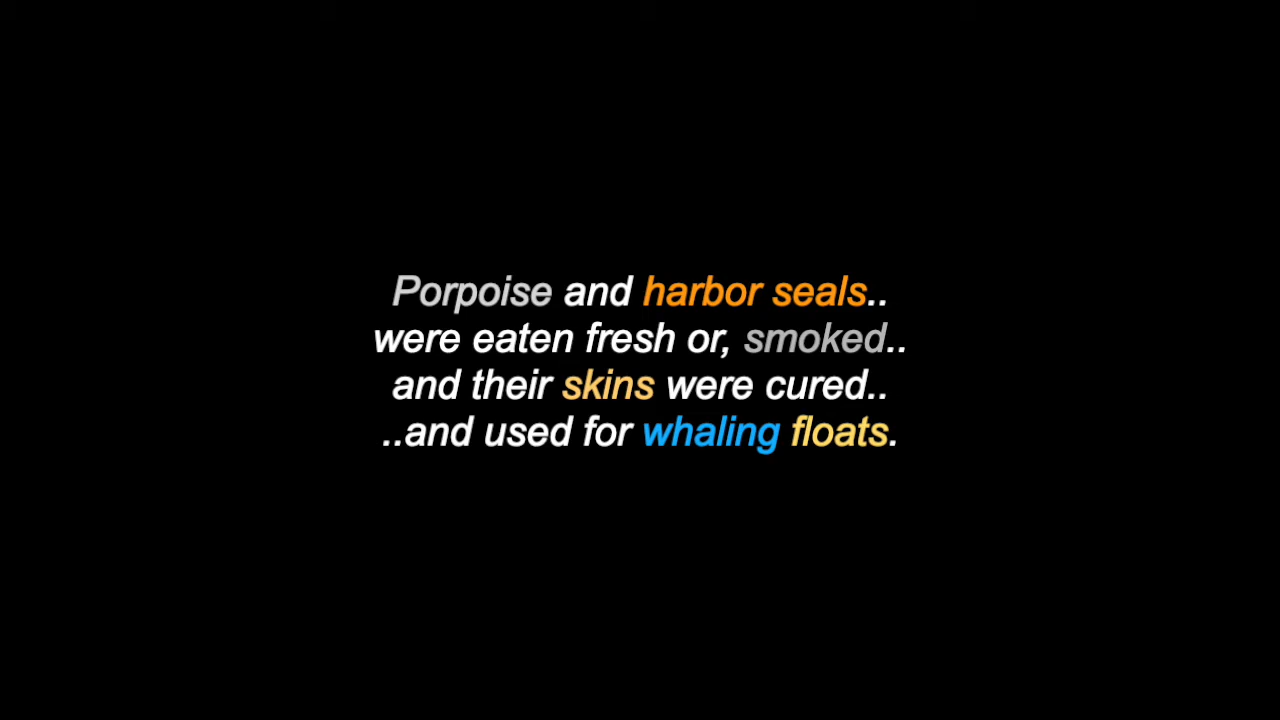 Porpoise and harbor seals..
were eaten fresh or, smoked..
and their skins were cured..
..and used for whaling floats.